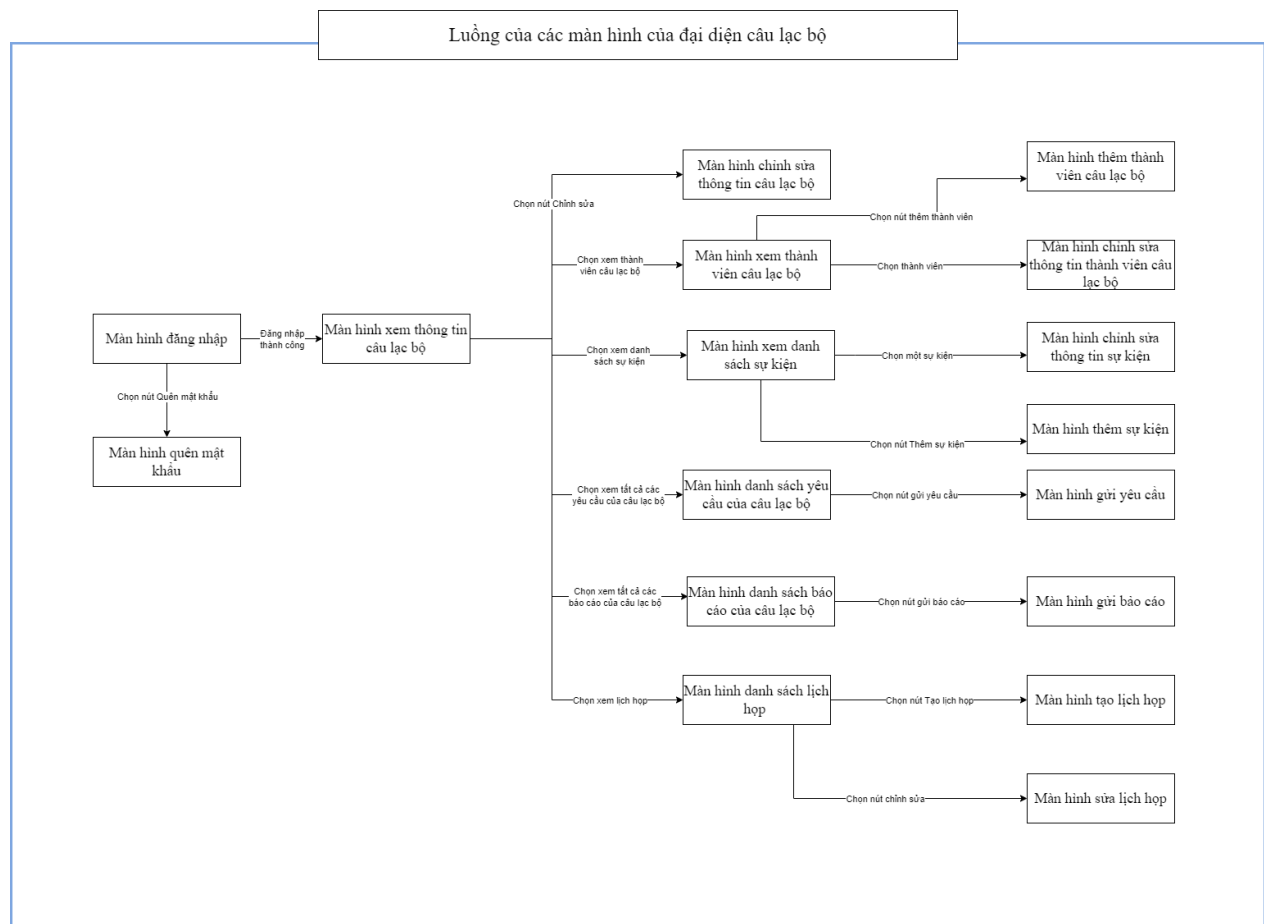 Luồng của các màn hình của đại diện câu lạc bộ
Màn hình chỉnh sửa
thông tin câu lạc bộ
Màn hình thêm thành
viên câu lạc bộ
Chọn nút Chỉnh sửa
Chọn nút thêm thành viên
Chọn xem thành
viên câu lạc bộ
Màn hình xem thành
viên câu lạc bộ
Chọn thành viên
Màn hình chỉnh sửa
thông tin thành viên câu
lạc bộ
Màn hình đăng nhập
Đăng nhập
thành công
Màn hình xem thông tin
câu lạc bộ
Chọn xem danh
sách sự kiện
Màn hình xem danh
sách sự kiện
Chọn một sự kiện
Màn hình chỉnh sửa
thông tin sự kiện
Chọn nút Quên mật khẩu
Màn hình quên mật
khẩu
Chọn nút Thêm sự kiện
Màn hình thêm sự kiện
Chọn xem tất cả các
yêu cầu của câu lạc bộ
Màn hình danh sách yêu
cầu của câu lạc bộ
Chọn nút gửi yêu cầu
Màn hình gửi yêu cầu
Chọn xem tất cả các
báo cáo của câu lạc bộ
Màn hình danh sách báo
cáo của câu lạc bộ
Chọn nút gửi báo cáo
Màn hình gửi báo cáo
Chọn xem lịch họp
Màn hình danh sách lịch
họp
Chọn nút Tạo lịch họp
Màn hình tạo lịch họp
Chọn nút chỉnh sửa
Màn hình sửa lịch họp